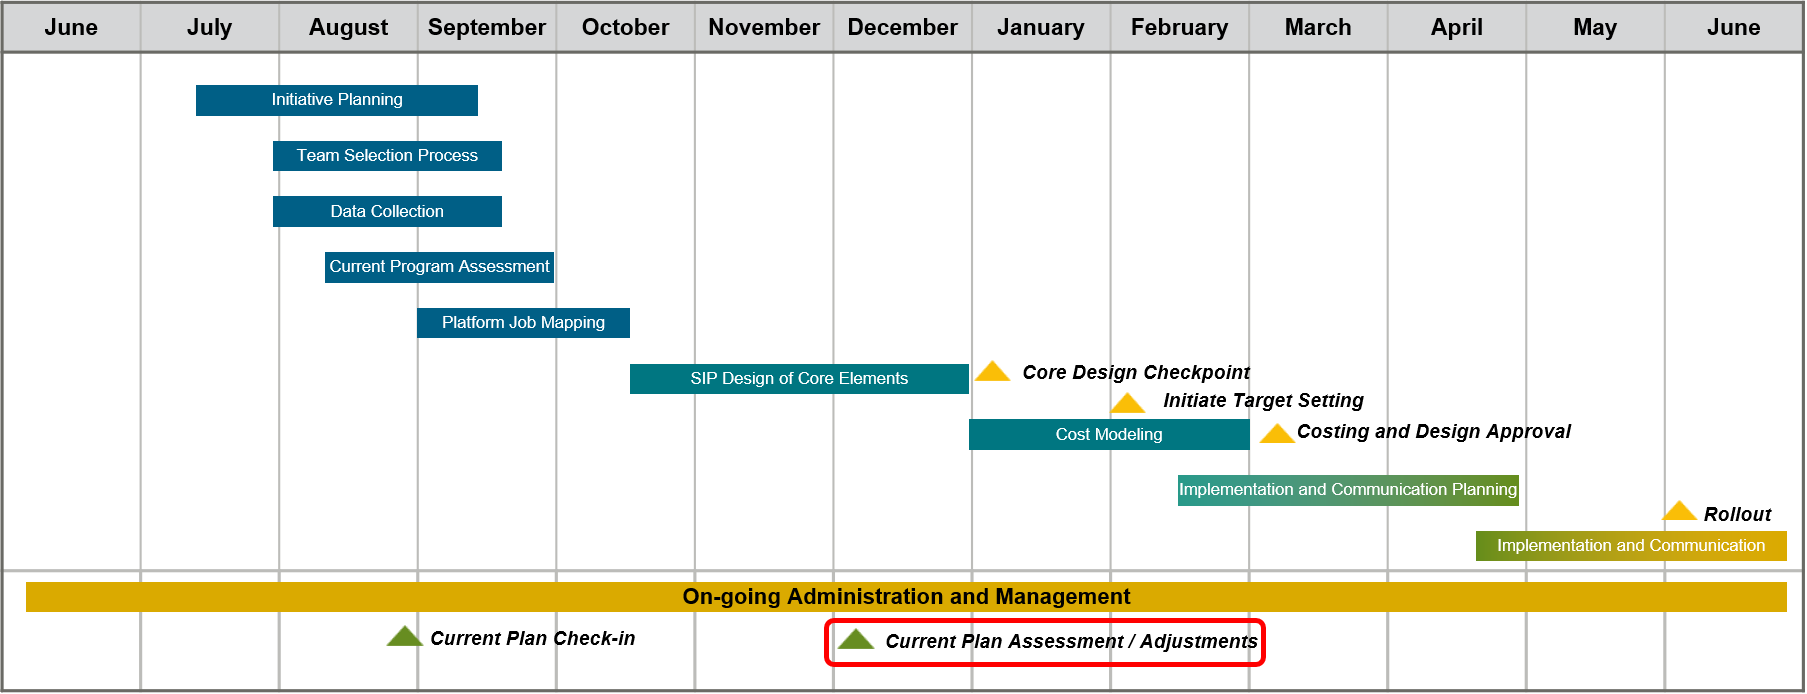 June July August September October November December January February March April May June
Initiative Planning
Team Selection Process
Data Collection
Current Program Assessment
Platform Job Mapping
SIP Design of Core Elements
Core Design Checkpoint
Initiate Target Setting
Cost Modeling
Costing and Design Approval
Implementation and Communication Planning
Rollout
Implementation and Communication
On-going Administration and Management
Current Plan Check-in
Current Plan Assessment / Adjustments